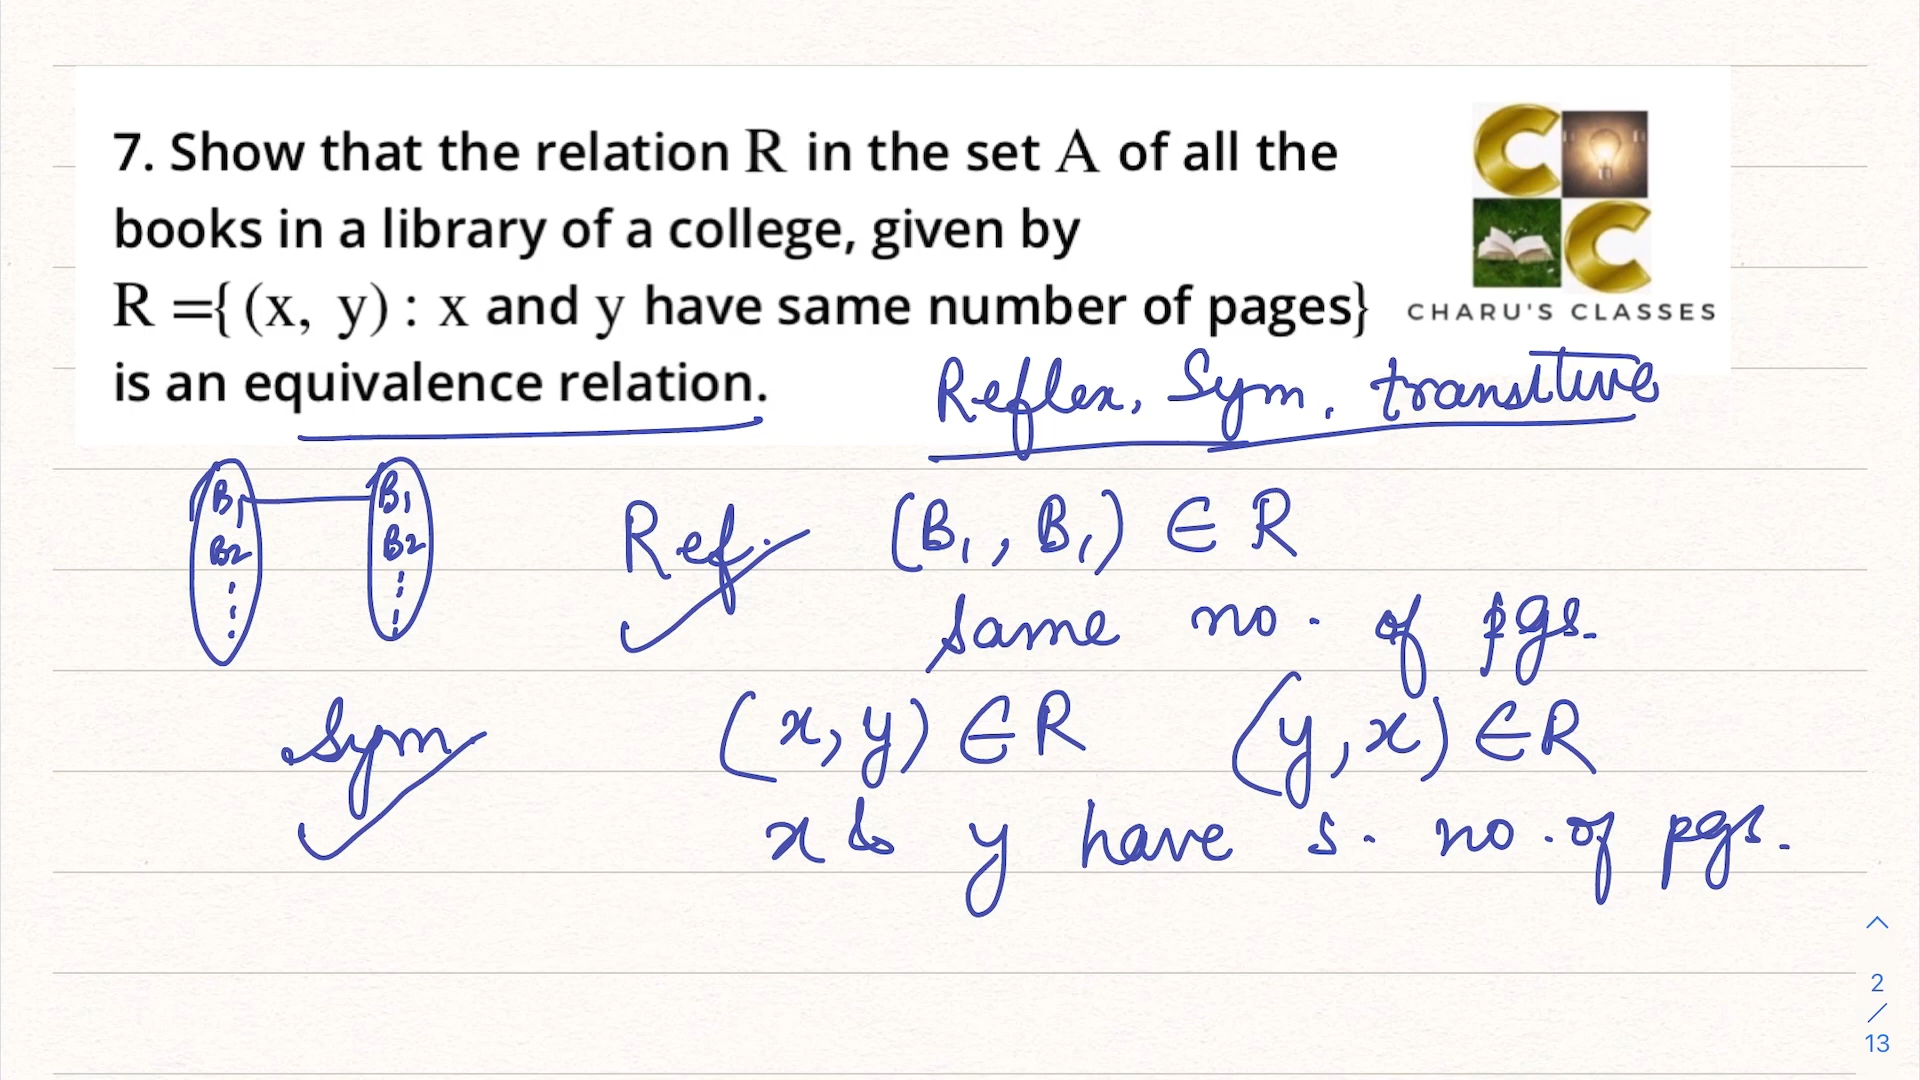 7. Show that the relation R in the set A of all the
books in a library of a college, given by
R ={ (x, y) : x and y have same number of pages}
is an equivalence relation.
CHARU'S CLASSES
Reflex, Sym, transitive
B1 B1
B2 B2
Ref. (B1, B1) ∈ R
same no. of pgs.
Sym (x, y) ∈ R (y, x) ∈ R
x & y have s. no. of pgs.
2
/
13